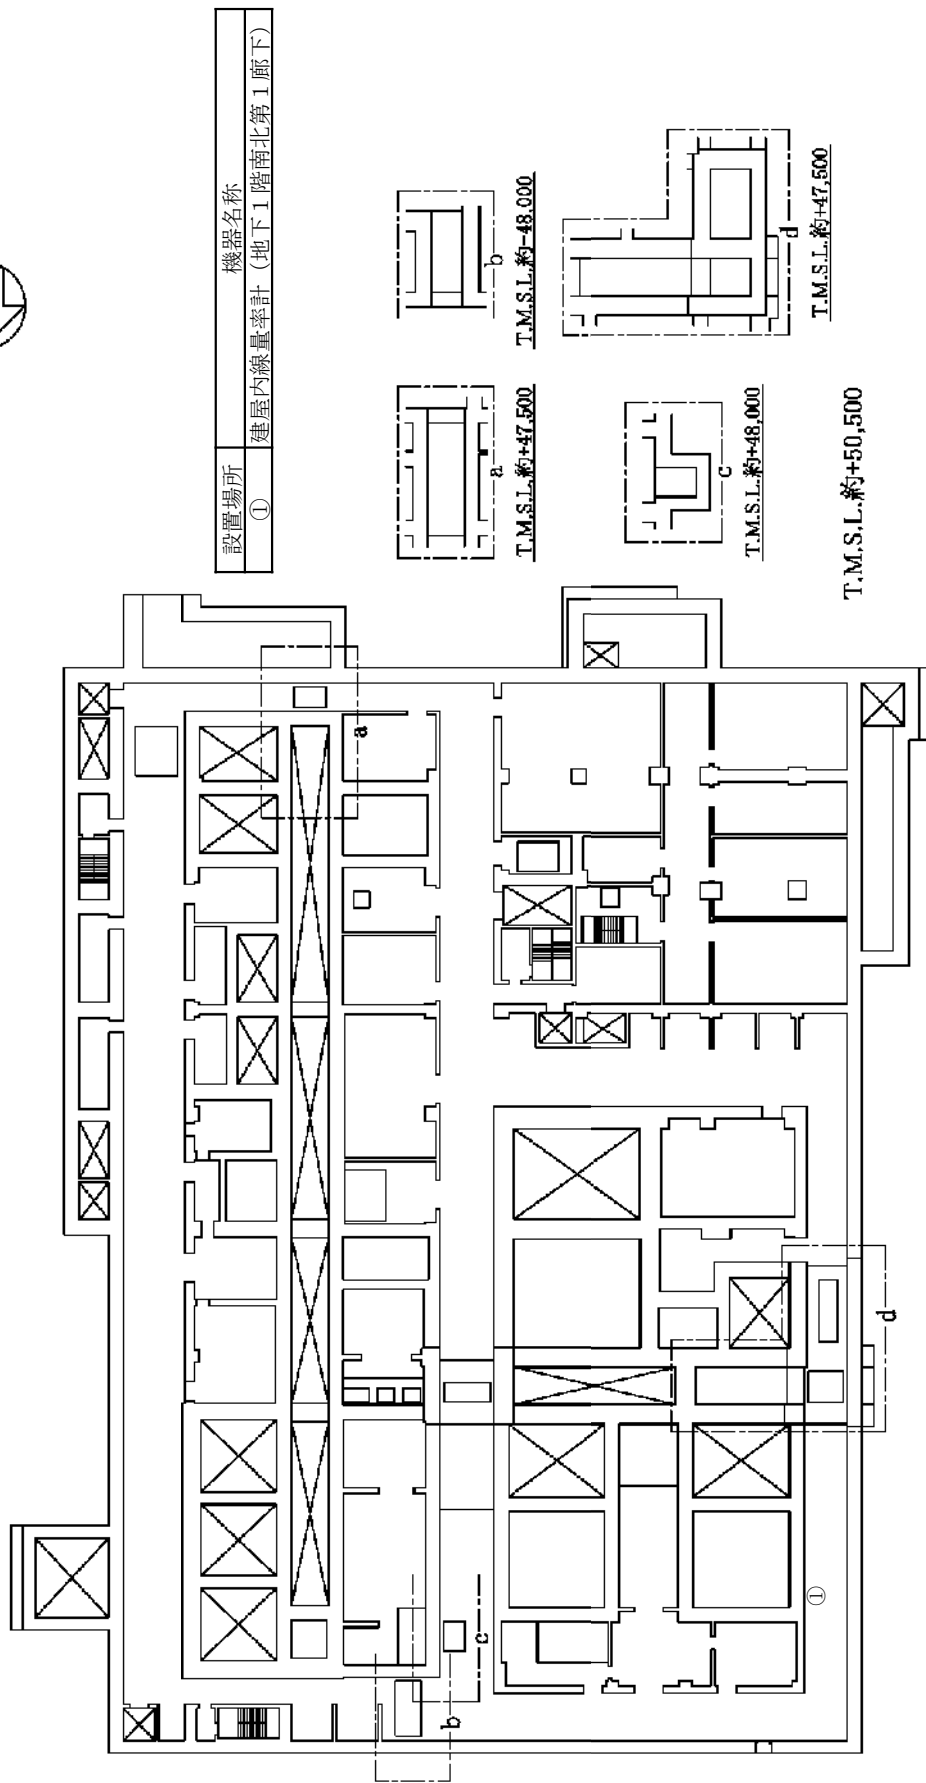 設置場所 機器名称
① 建屋内線量率計（地下１階南北第１廊下）
a
T.M.S.L.約+47,500
b
T.M.S.L.約-48.000
c
T.M.S.L.約+48,000
d
T.M.S.L.約+47,500
T.M.S.L.約+50,500
a
b
c
d
①